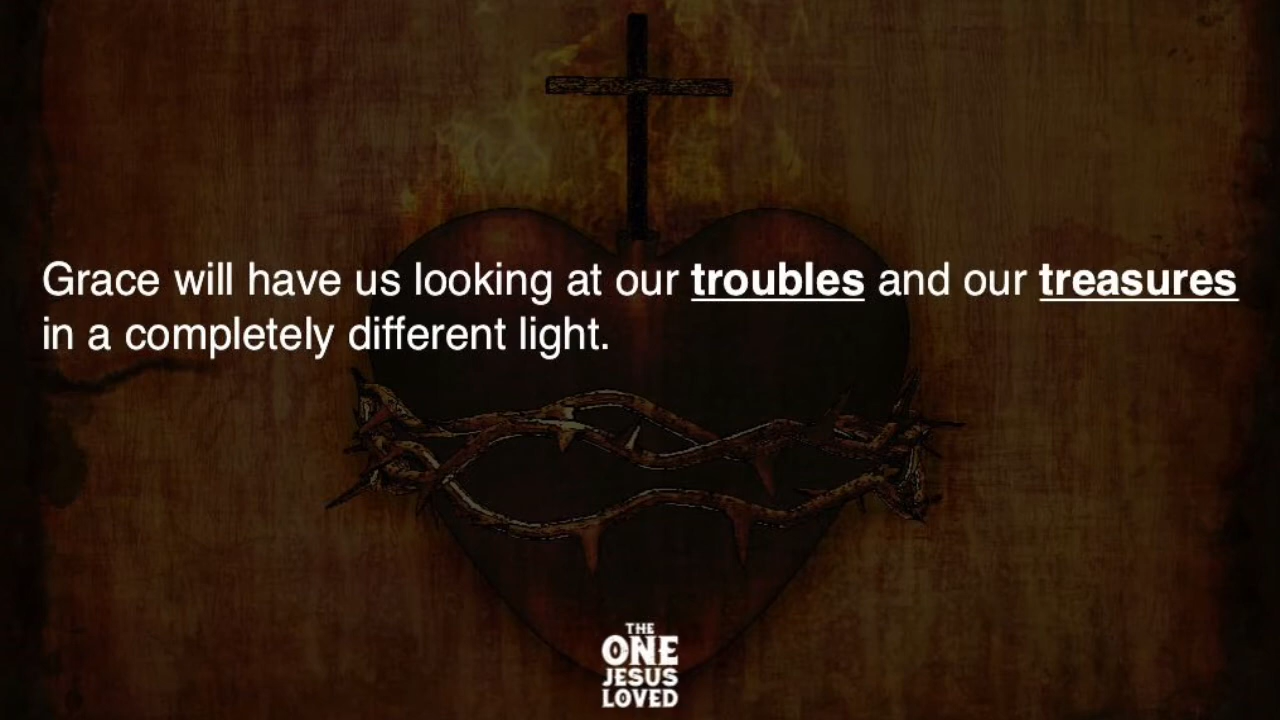 Grace will have us looking at our troubles and our treasures
in a completely different light.
THE
ONE
JESUS
LOVED